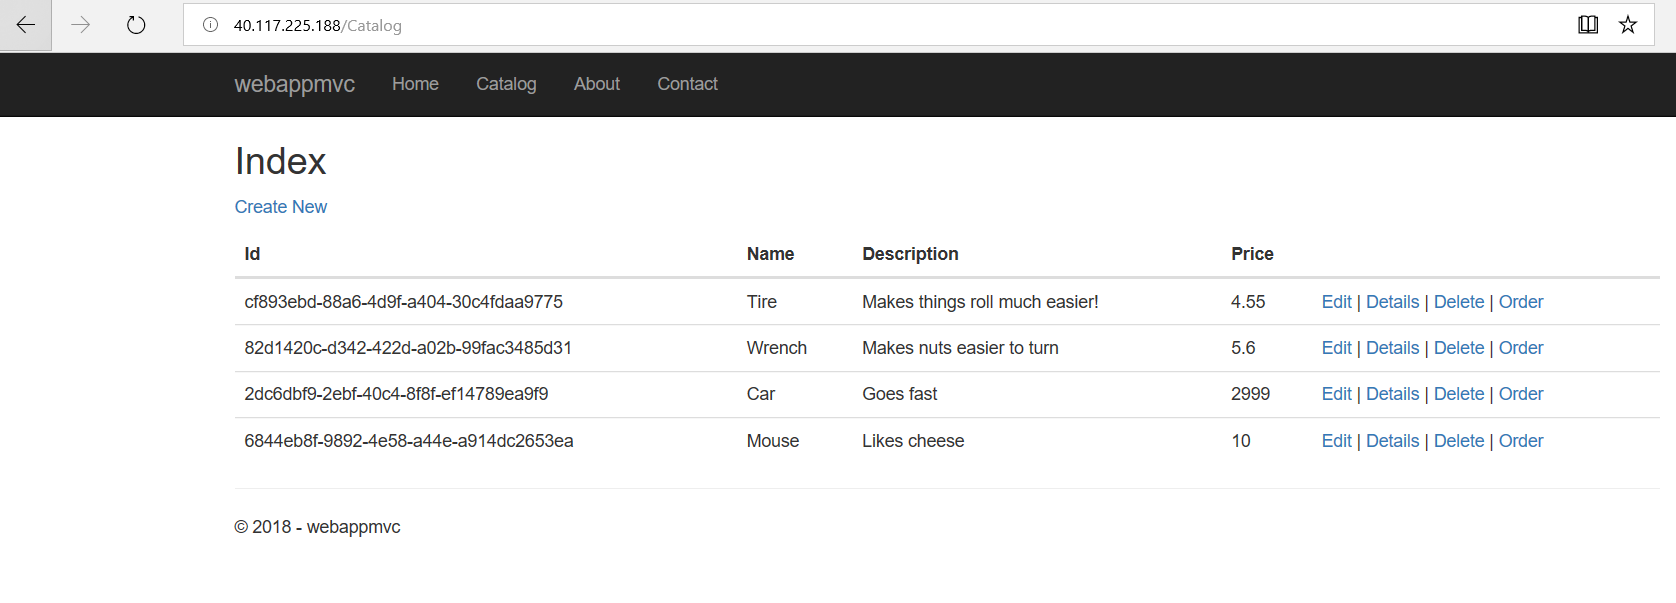 40.117.225.188/Catalog
webappmvc Home Catalog About Contact
Index
Create New
Id Name Description Price
cf893ebd-88a6-4d9f-a404-30c4fdaa9775 Tire Makes things roll much easier! 4.55 Edit | Details | Delete | Order
82d1420c-d342-422d-a02b-99fac3485d31 Wrench Makes nuts easier to turn 5.6 Edit | Details | Delete | Order
2dc6dbf9-2ebf-40c4-8f8f-ef14789ea9f9 Car Goes fast 2999 Edit | Details | Delete | Order
6844eb8f-9892-4e58-a44e-a914dc2653ea Mouse Likes cheese 10 Edit | Details | Delete | Order
© 2018 - webappmvc